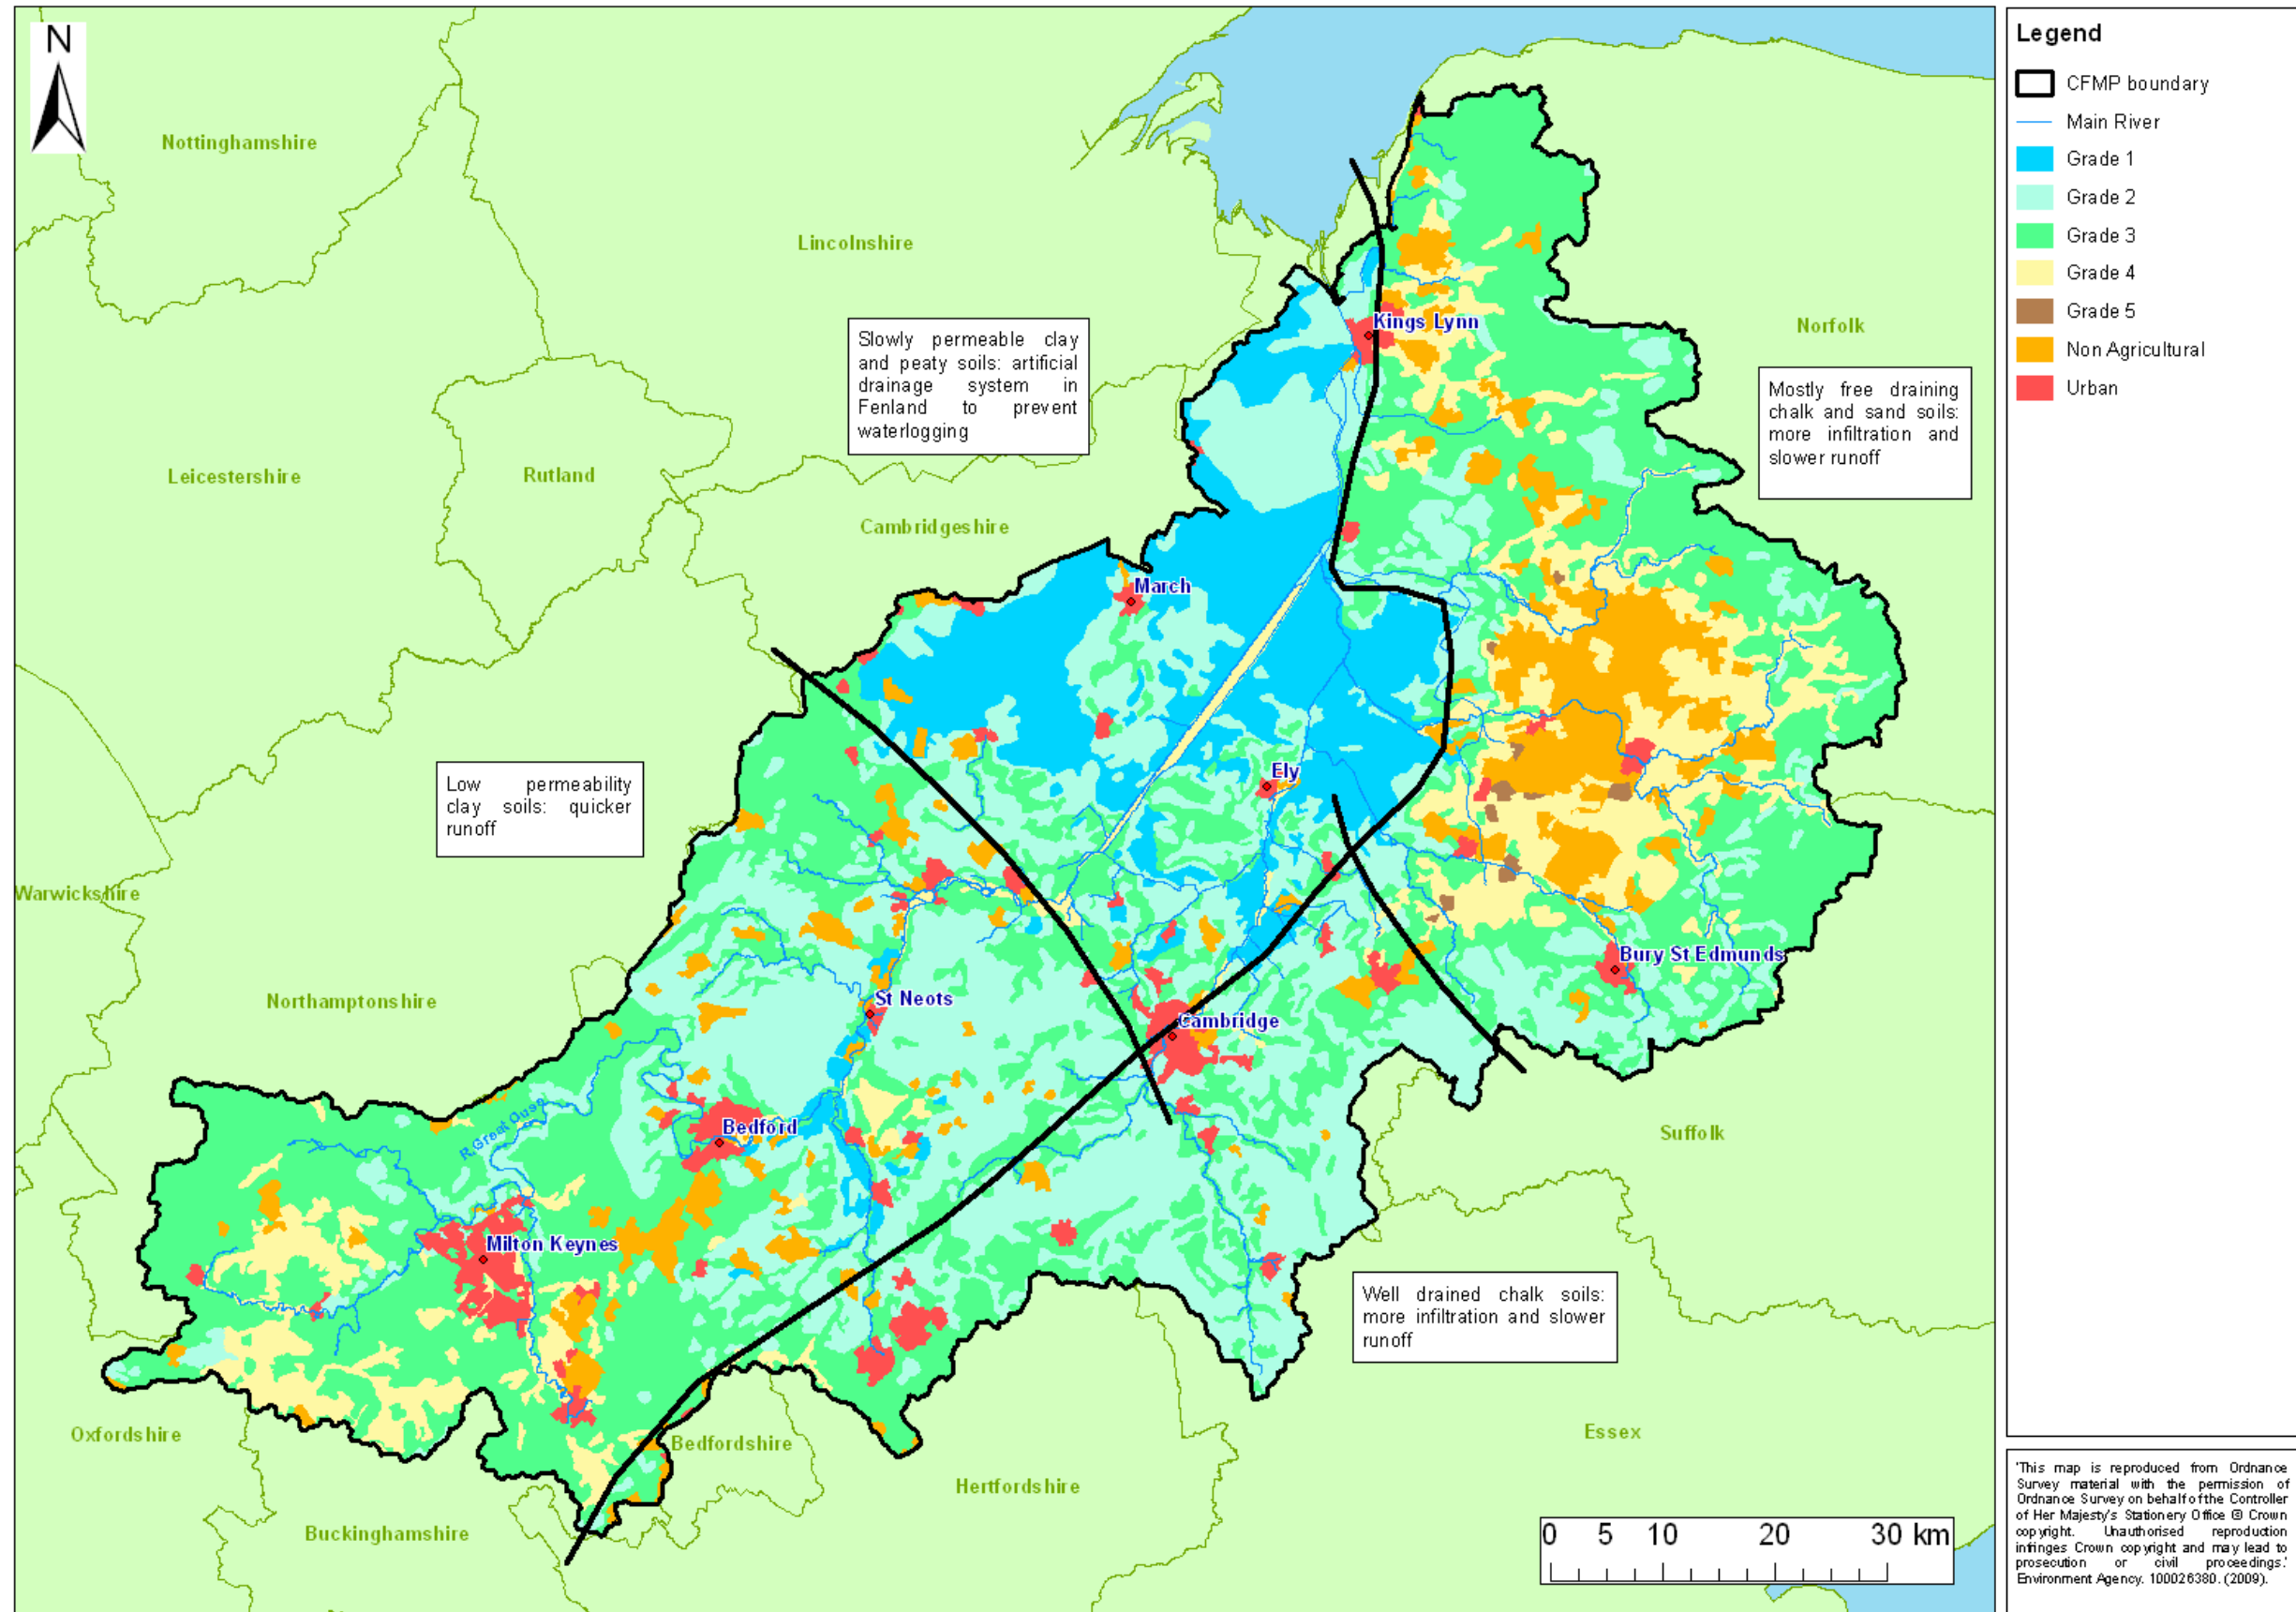 N
Nottinghamshire
Lincolnshire
Norfolk
Leicestershire
Rutland
Cambridgeshire
Warwickshire
Northamptonshire
Suffolk
Oxfordshire
Bedfordshire
Essex
Hertfordshire
Buckinghamshire
Slowly permeable clay
and peaty soils: artificial
drainage system in
Fenland to prevent
waterlogging
Mostly free draining
chalk and sand soils:
more infiltration and
slower runoff
Low permeability
clay soils: quicker
runoff
Well drained chalk soils:
more infiltration and slower
runoff
Kings Lynn
March
Ely
Bury St Edmunds
St Neots
Cambridge
Bedford
Milton Keynes
R.Great Ouse
0 5 10 20 30 km
Legend
CFMP boundary
Main River
Grade 1
Grade 2
Grade 3
Grade 4
Grade 5
Non Agricultural
Urban
'This map is reproduced from Ordnance
Survey material with the permission of
Ordnance Survey on behalf of the Controller
of Her Majesty's Stationery Office © Crown
copyright. Unauthorised reproduction
infringes Crown copyright and may lead to
prosecution or civil proceedings.'
Environment Agency. 100026380. (2009).